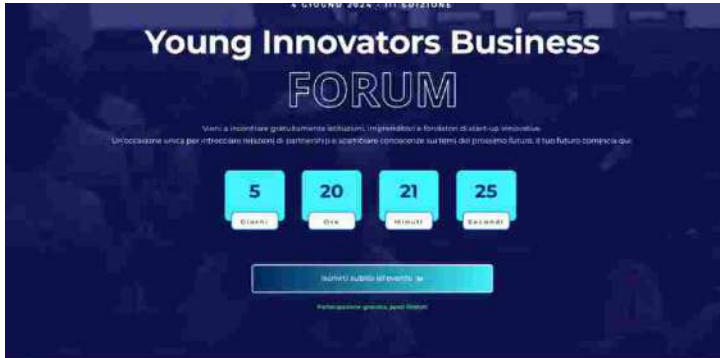 4 GIUGNO 2024 - III EDIZIONE
Young Innovators Business
FORUM
Vieni a incontrare gratuitamente istituzioni, imprenditori e fondatori di start-up innovative.
Un'occasione unica per intrecciare relazioni di partnership e scambiare conoscenze sui temi del prossimo futuro. Il tuo futuro comincia qui.
5 20 21 25
Giorni Ore Minuti Secondi
Iscriviti subito all'evento
Partecipazione gratuita, posti limitati